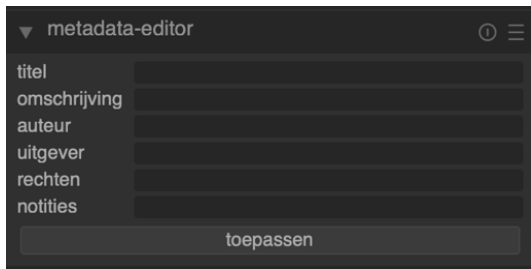 metadata-editor
titel
omschrijving
auteur
uitgever
rechten
notities
toepassen